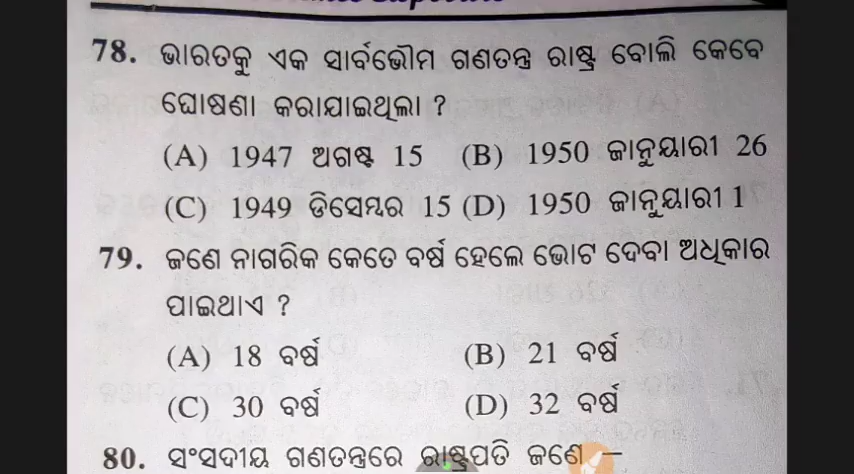 78. ଭାରତକୁ ଏକ ସାର୍ବଭୌମ ଗଣତନ୍ତ୍ର ରାଷ୍ଟ୍ର ବୋଲି କେବେ
ଘୋଷଣା କରାଯାଇଥିଲା ?
(A) 1947 ଅଗଷ୍ଟ 15 (B) 1950 ଜାନୁୟାରୀ 26
(C) 1949 ଡିସେମ୍ବର 15 (D) 1950 ଜାନୁୟାରୀ 1
79. ଜଣେ ନାଗରିକ କେତେ ବର୍ଷ ହେଲେ ଭୋଟ ଦେବା ଅଧିକାର
ପାଇଥାଏ ?
(A) 18 ବର୍ଷ (B) 21 ବର୍ଷ
(C) 30 ବର୍ଷ (D) 32 ବର୍ଷ
80. ସଂସଦୀୟ ଗଣତନ୍ତ୍ରରେ ରାଷ୍ଟ୍ରପତି ଜଣେ —